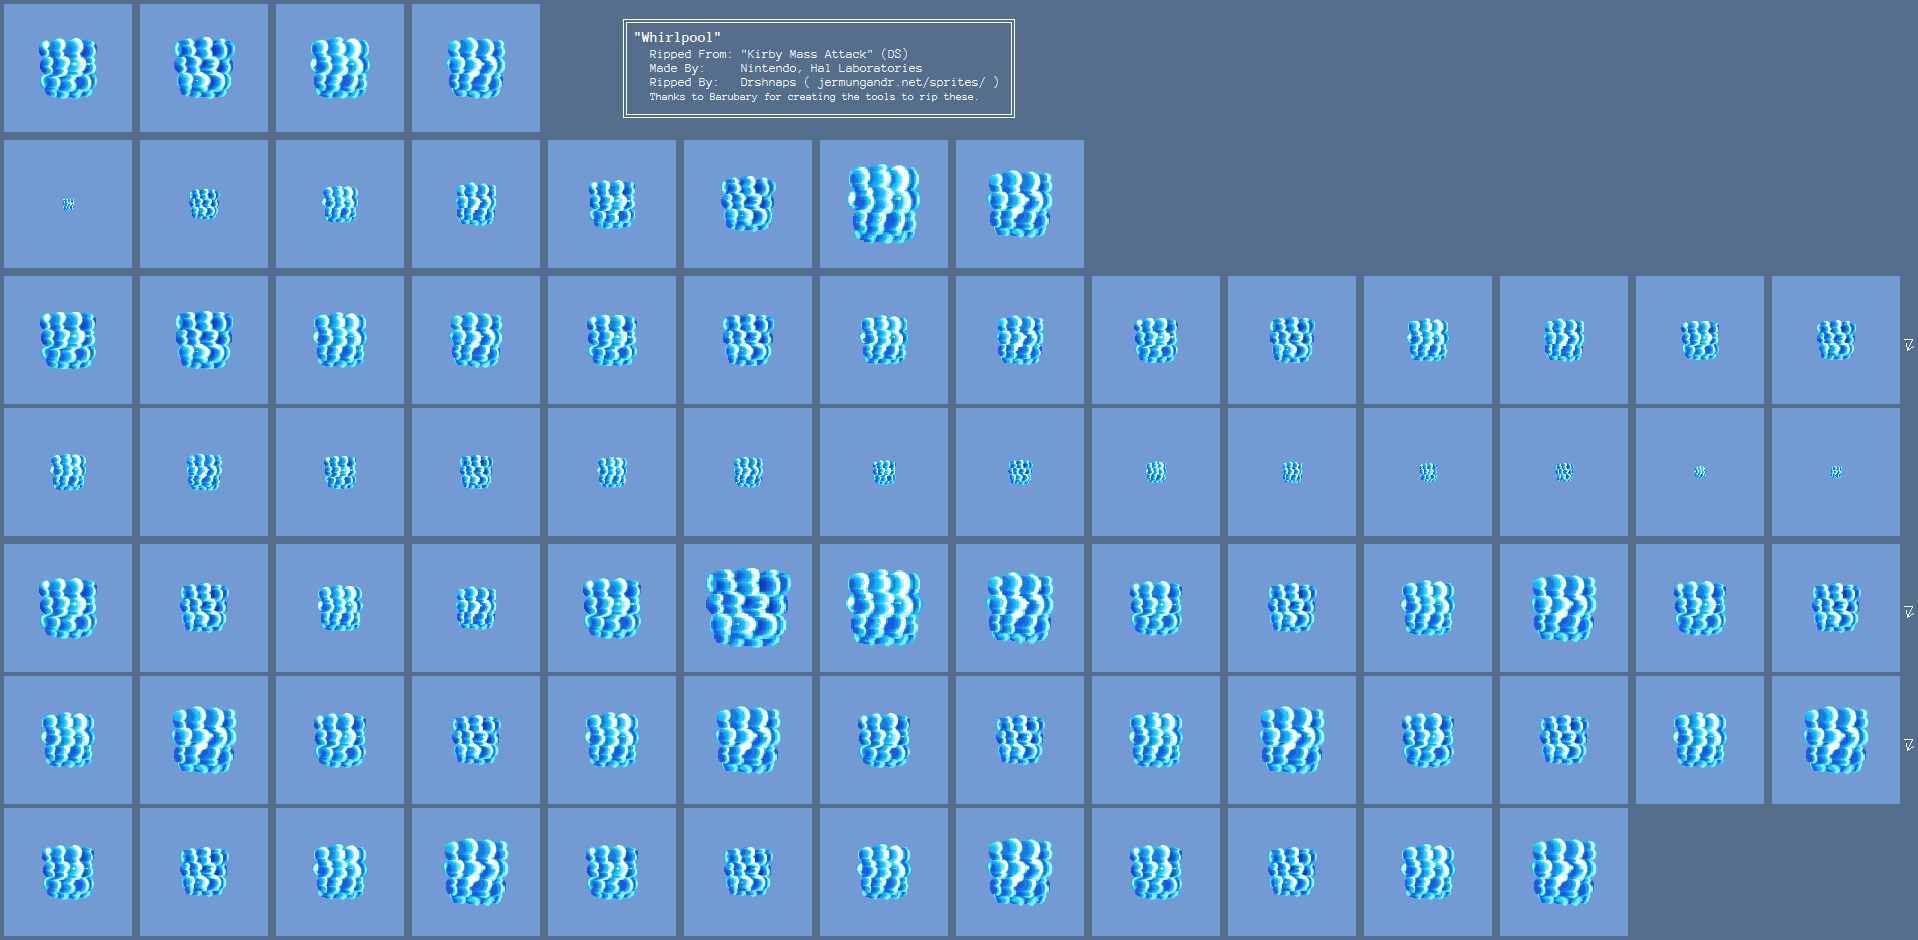 "Whirlpool"
Ripped From: "Kirby Mass Attack" (DS)
Made By: Nintendo, Hal Laboratories
Ripped By: Drshnaps ( jermungandr.net/sprites/ )
Thanks to Barubary for creating the tools to rip these.